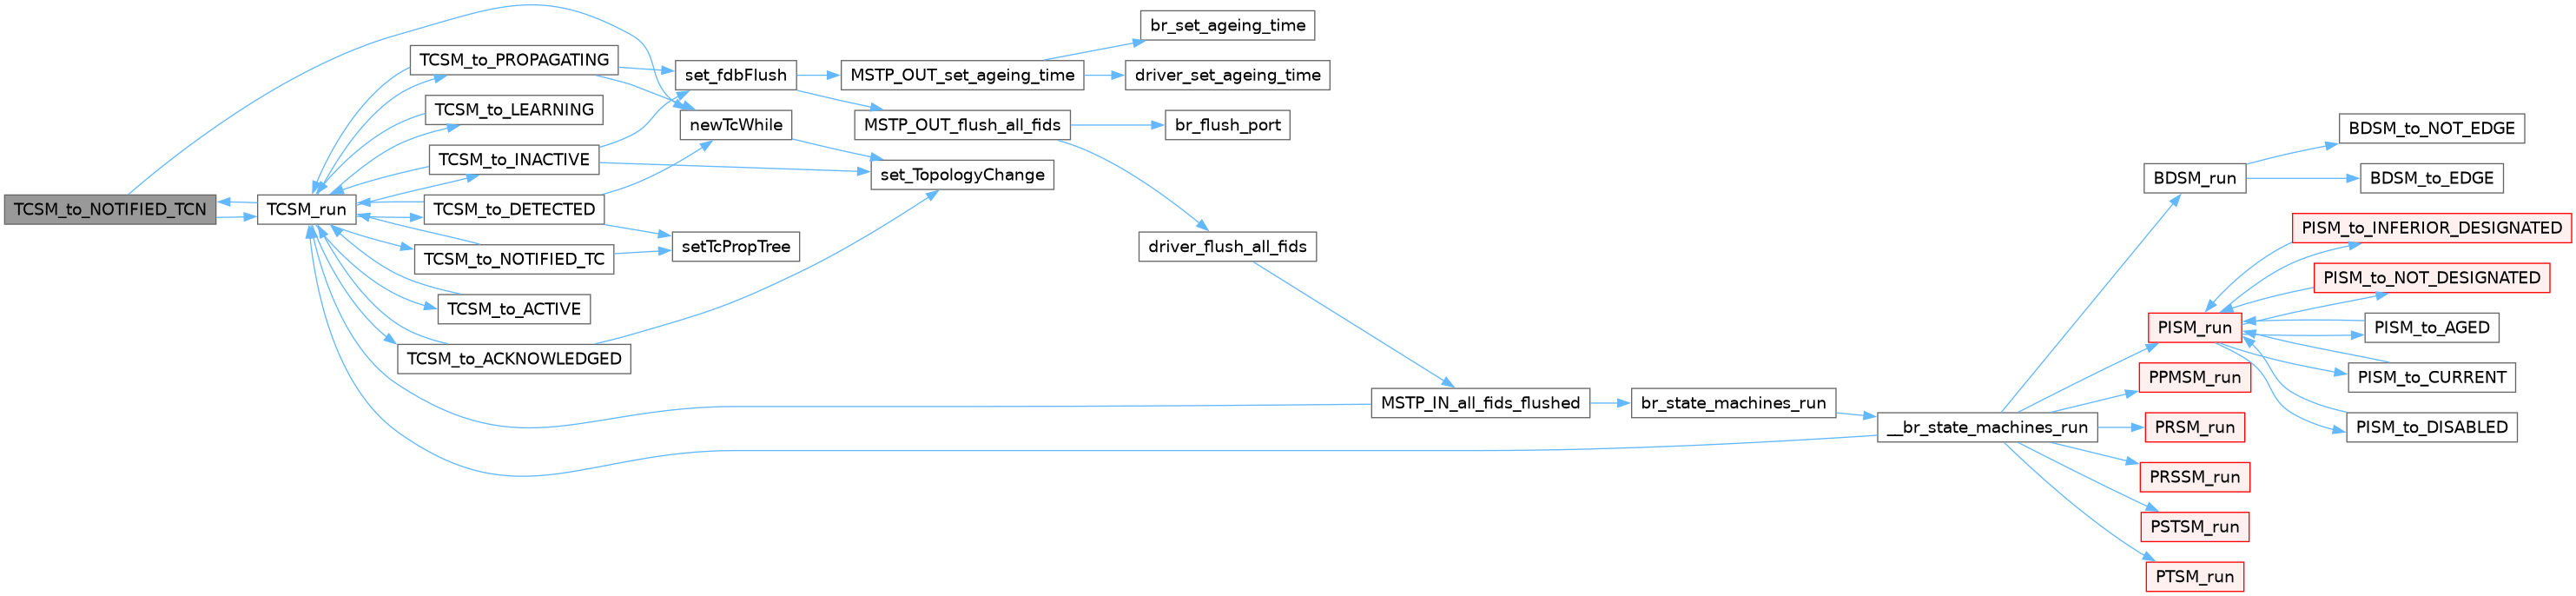 TCSM_to_NOTIFIED_TCN
TCSM_run
TCSM_to_PROPAGATING
TCSM_to_LEARNING
TCSM_to_INACTIVE
TCSM_to_DETECTED
TCSM_to_NOTIFIED_TC
TCSM_to_ACTIVE
TCSM_to_ACKNOWLEDGED
set_fdbFlush
newTcWhile
setTcPropTree
MSTP_OUT_set_ageing_time
MSTP_OUT_flush_all_fids
set_TopologyChange
br_set_ageing_time
driver_set_ageing_time
br_flush_port
driver_flush_all_fids
MSTP_IN_all_fids_flushed
br_state_machines_run
__br_state_machines_run
BDSM_run
PISM_run
PPMSM_run
PRSM_run
PRSSM_run
PSTSM_run
PTSM_run
BDSM_to_NOT_EDGE
BDSM_to_EDGE
PISM_to_INFERIOR_DESIGNATED
PISM_to_NOT_DESIGNATED
PISM_to_AGED
PISM_to_CURRENT
PISM_to_DISABLED